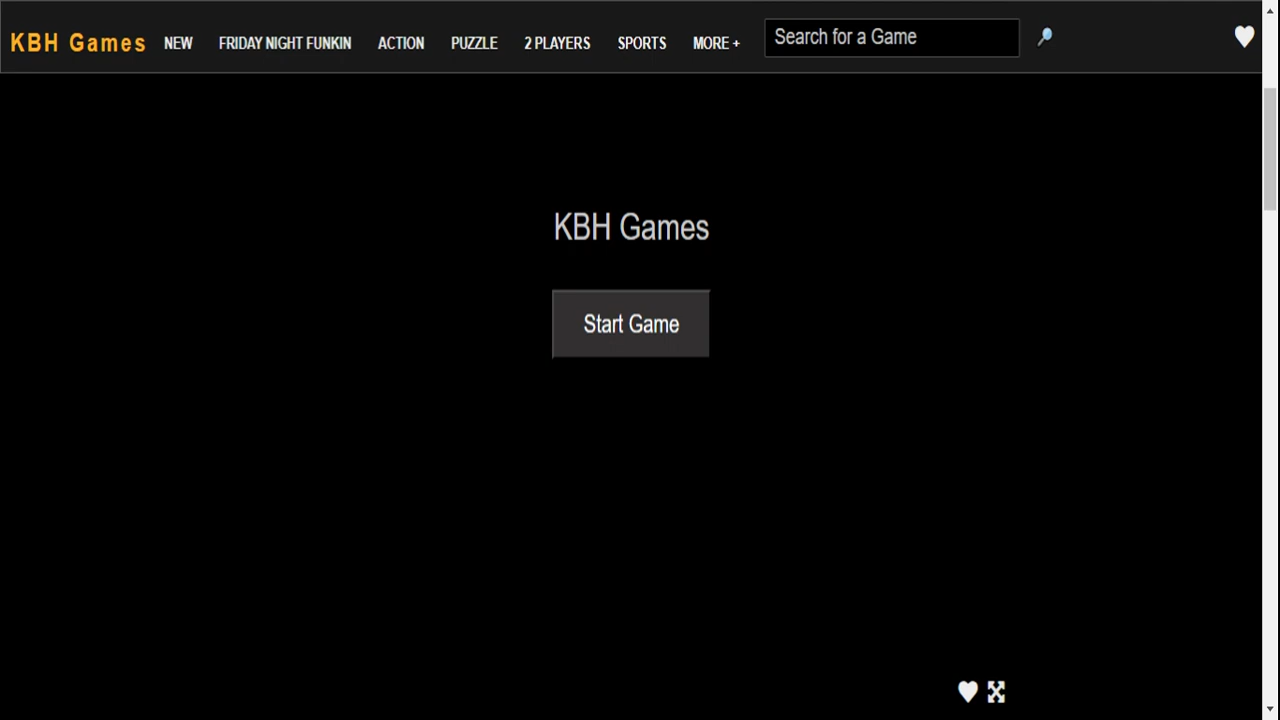 KBH Games NEW FRIDAY NIGHT FUNKIN ACTION PUZZLE 2 PLAYERS SPORTS MORE + Search for a Game
KBH Games
Start Game